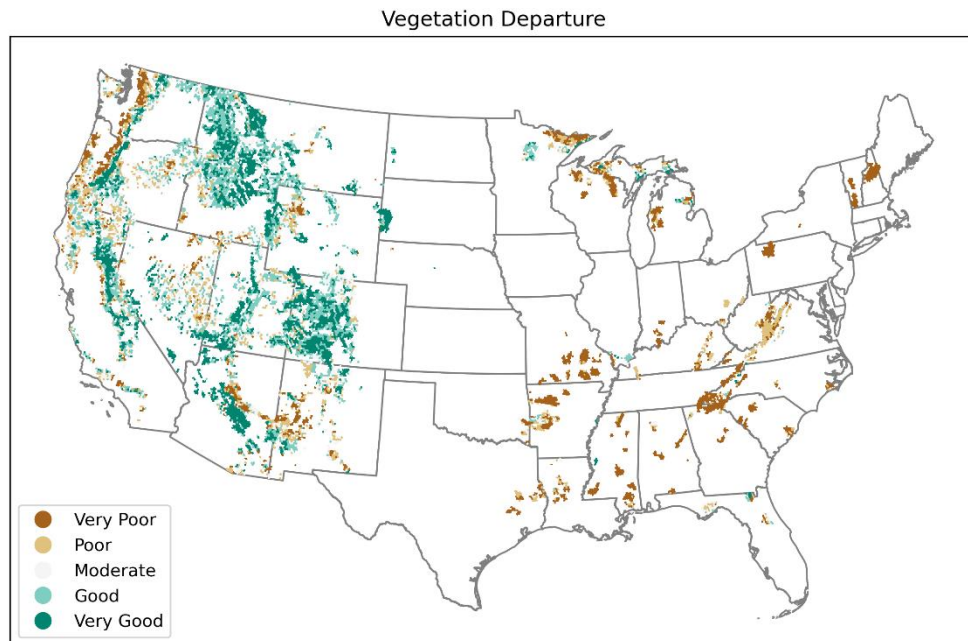 Vegetation Departure
Very Poor
Poor
Moderate
Good
Very Good